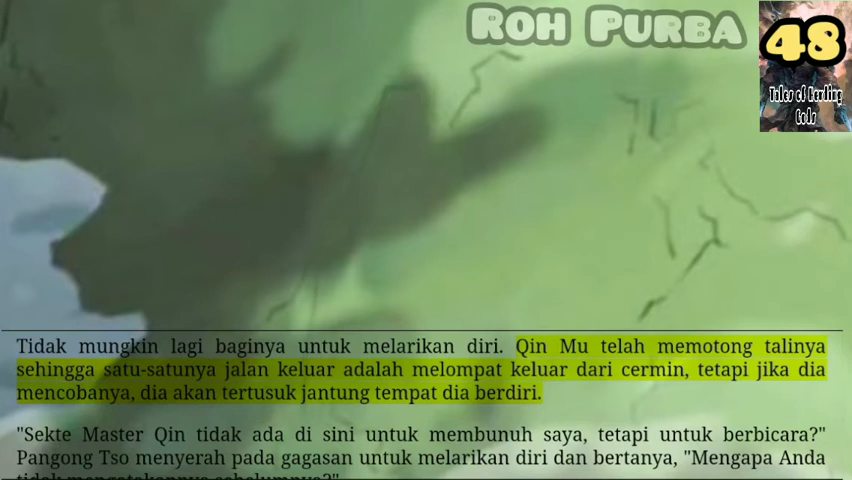 ROH PURBA
48
Tales of Herding
Gods
Tidak mungkin lagi baginya untuk melarikan diri. Qin Mu telah memotong talinya
sehingga satu-satunya jalan keluar adalah melompat keluar dari cermin, tetapi jika dia
mencobanya, dia akan tertusuk jantung tempat dia berdiri.
"Sekte Master Qin tidak ada di sini untuk membunuh saya, tetapi untuk berbicara?"
Pangong Tso menyerah pada gagasan untuk melarikan diri dan bertanya, "Mengapa Anda
tidak mengatakannya sebelumnya?"